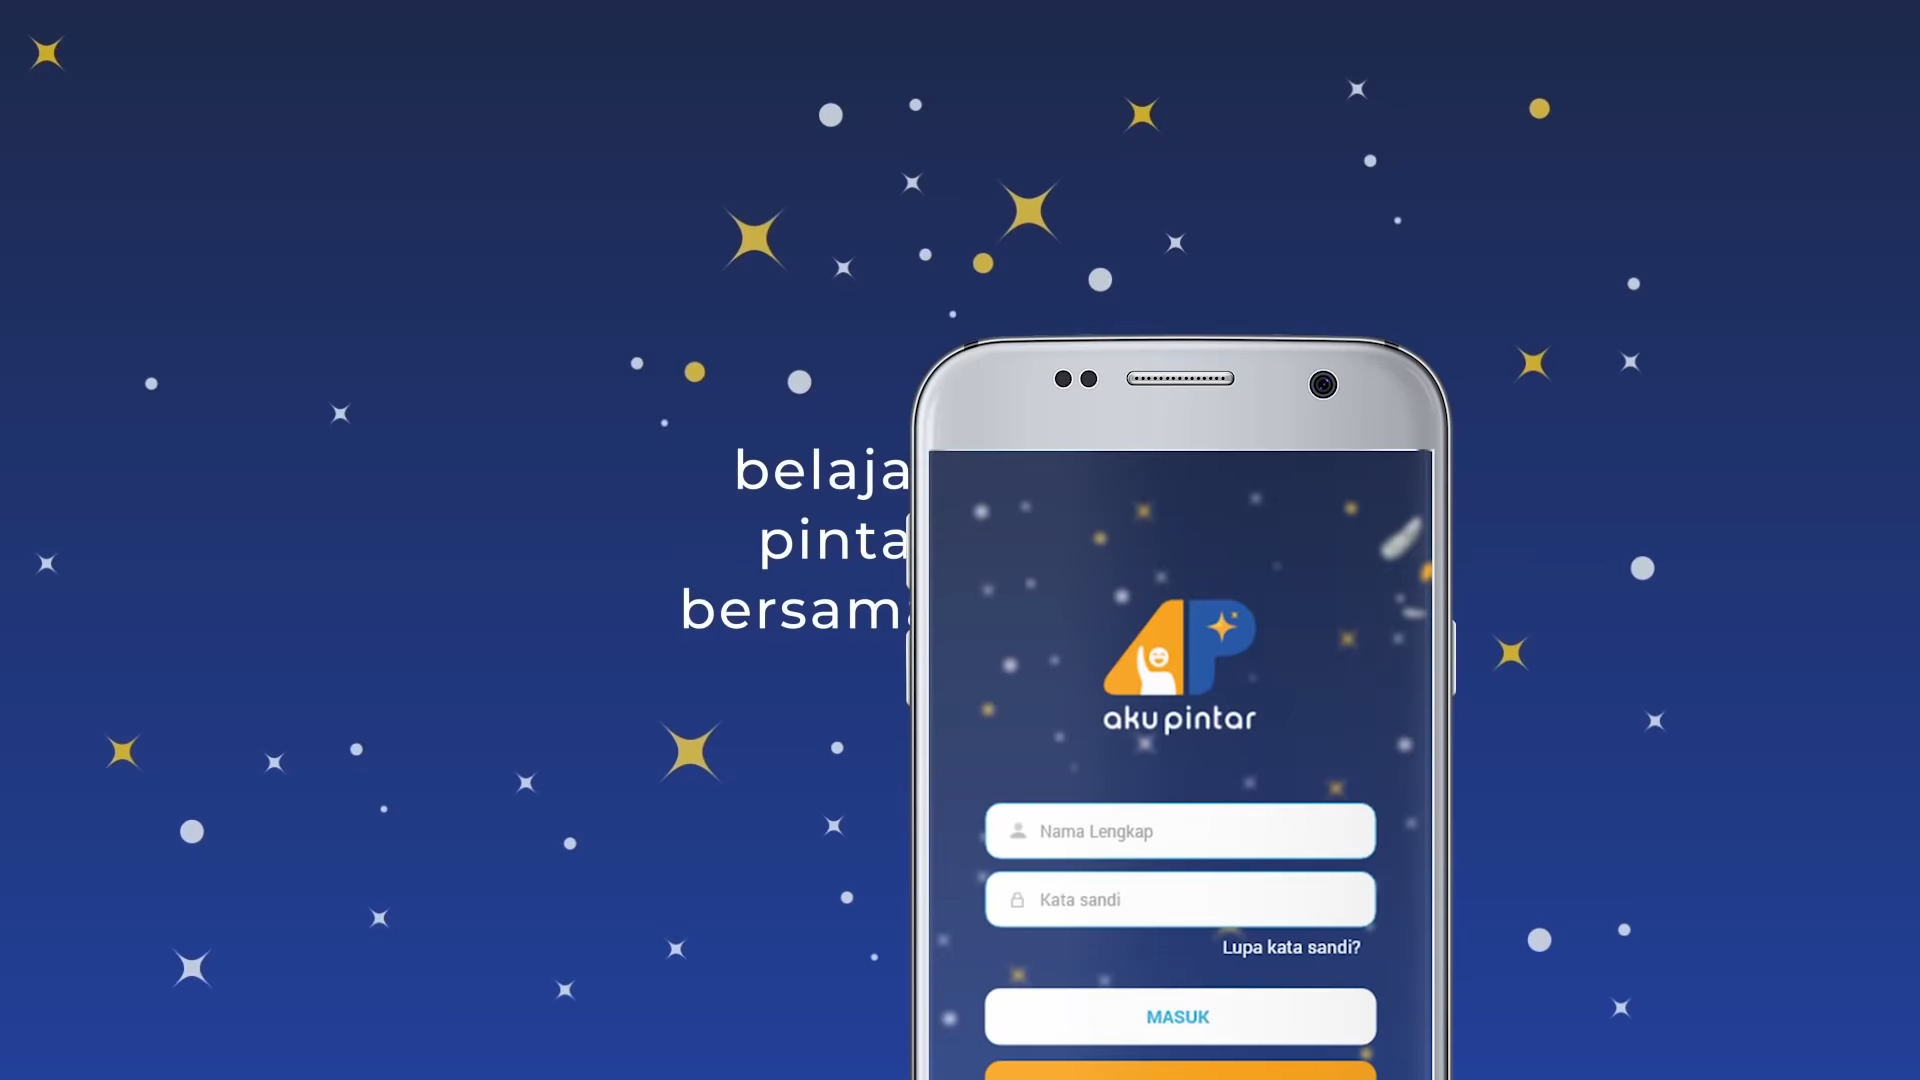 belaja
pinta
bersam
aku pintar
Nama Lengkap
Kata sandi
Lupa kata sandi?
MASUK